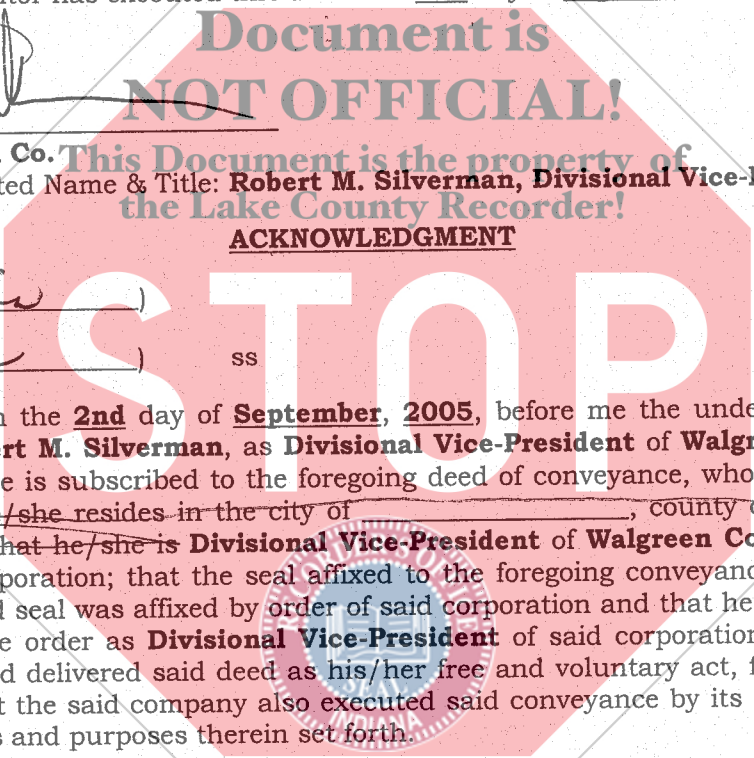 Document is
NOT OFFICIAL!
Co.
This Document is the property of
ted Name & Title: Robert M. Silverman, Divisional Vice-
the Lake County Recorder!
ACKNOWLEDGMENT
)
STOP
) ss
the 2nd day of September, 2005, before me the unde
rt M. Silverman, as Divisional Vice-President of Walgr
e is subscribed to the foregoing deed of conveyance, who
/she resides in the city of ____________, county
hat he/she is Divisional Vice-President of Walgreen Co
poration; that the seal affixed to the foregoing conveyanc
seal was affixed by order of said corporation and that he
e order as Divisional Vice-President of said corporation
d delivered said deed as his/her free and voluntary act, f
t the said company also executed said conveyance by its
SEAL
s and purposes therein set forth.
INDIANA